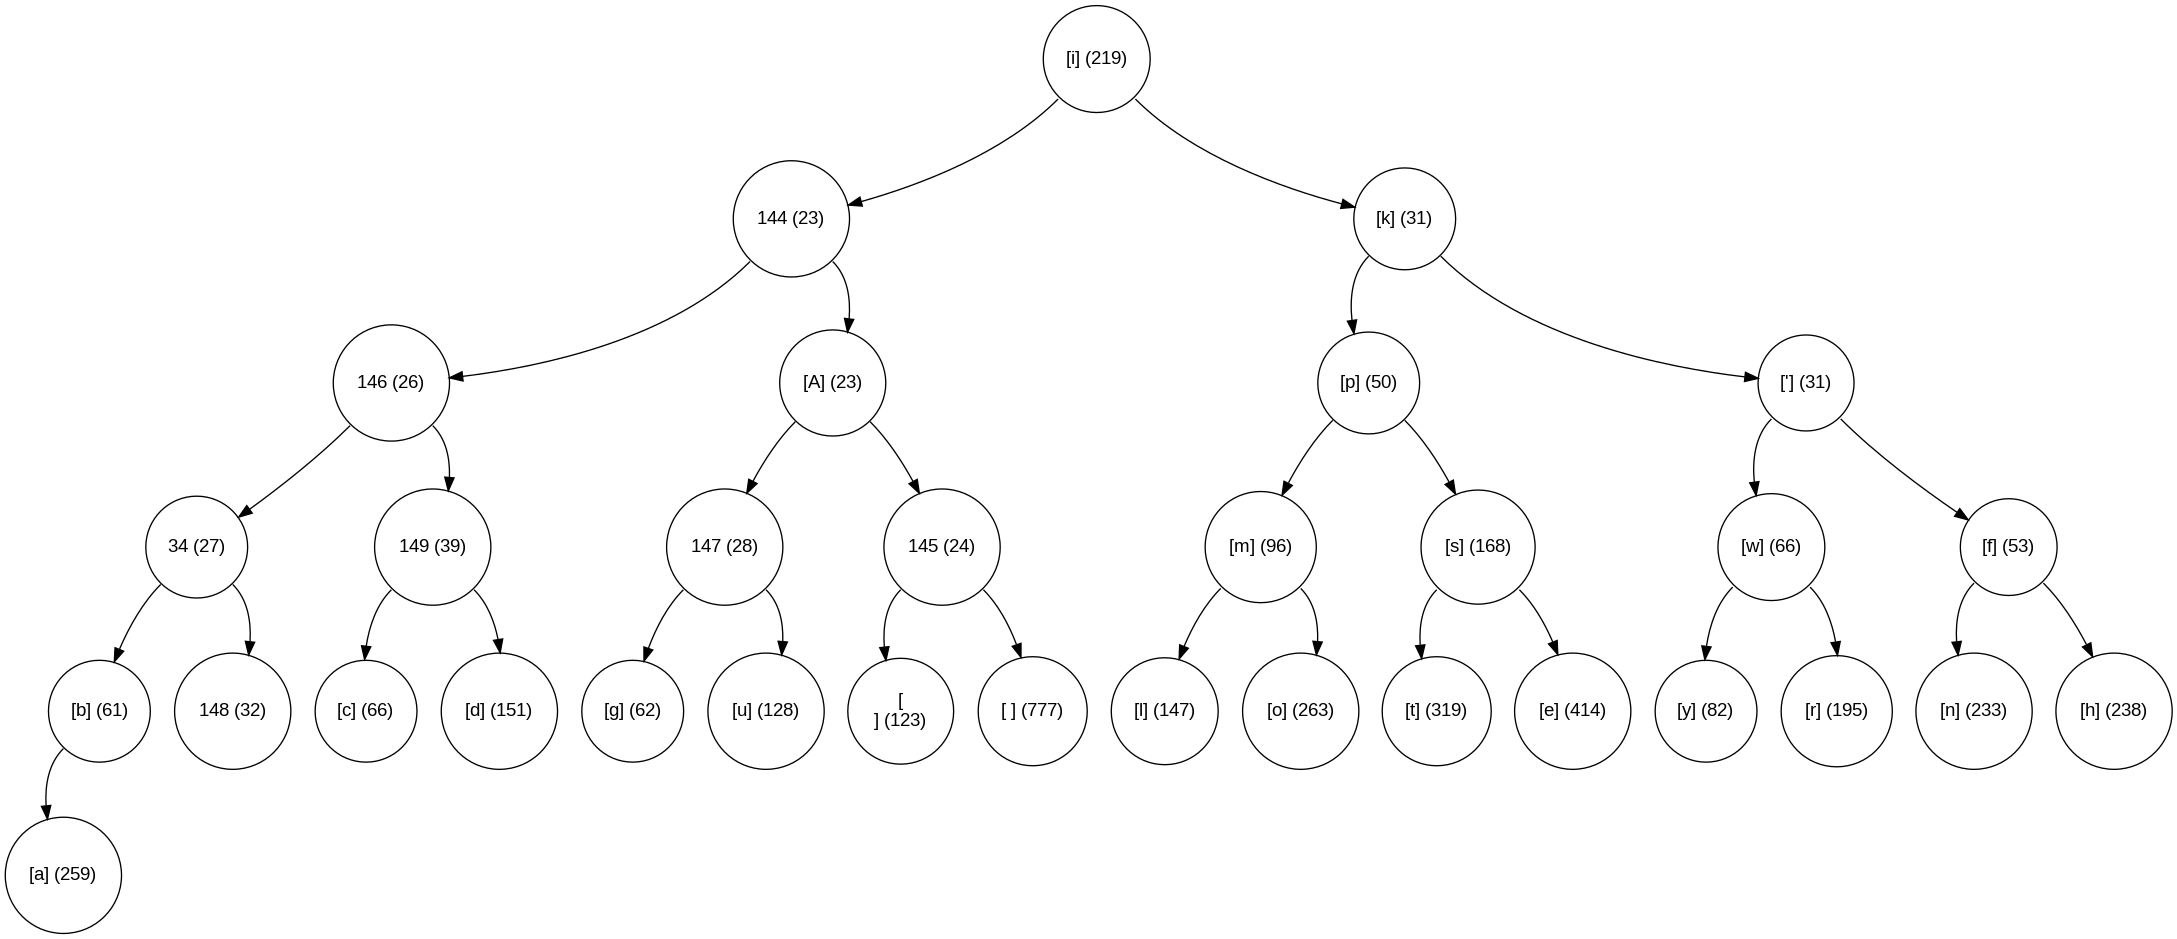 [i] (219)
144 (23)
[k] (31)
146 (26)
[A] (23)
[p] (50)
['] (31)
34 (27)
149 (39)
147 (28)
145 (24)
[m] (96)
[s] (168)
[w] (66)
[f] (53)
[b] (61)
148 (32)
[c] (66)
[d] (151)
[g] (62)
[u] (128)
[
] (123)
[ ] (777)
[l] (147)
[o] (263)
[t] (319)
[e] (414)
[y] (82)
[r] (195)
[n] (233)
[h] (238)
[a] (259)